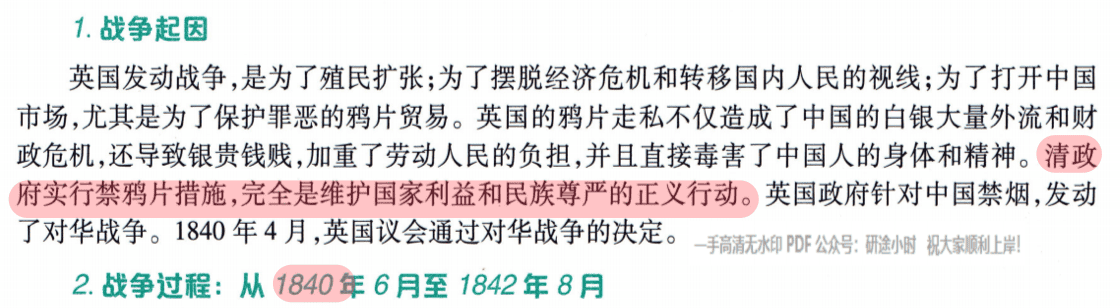 1. 战争起因
英国发动战争,是为了殖民扩张;为了摆脱经济危机和转移国内人民的视线;为了打开中国
市场,尤其是为了保护罪恶的鸦片贸易。英国的鸦片走私不仅造成了中国的白银大量外流和财
政危机,还导致银贵钱贱,加重了劳动人民的负担,并且直接毒害了中国人的身体和精神。清政
府实行禁鸦片措施,完全是维护国家利益和民族尊严的正义行动。英国政府针对中国禁烟,发动
了对华战争。1840 年 4 月,英国议会通过对华战争的决定。 一手高清无水印 PDF 公众号：研途小时 祝大家顺利上岸！
2. 战争过程：从 1840 年 6 月至 1842 年 8 月